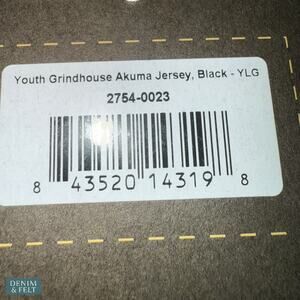 Youth Grindhouse Akuma Jersey, Black - YLG
2754-0023
8 43520 14319 8
DENIM
& FELT